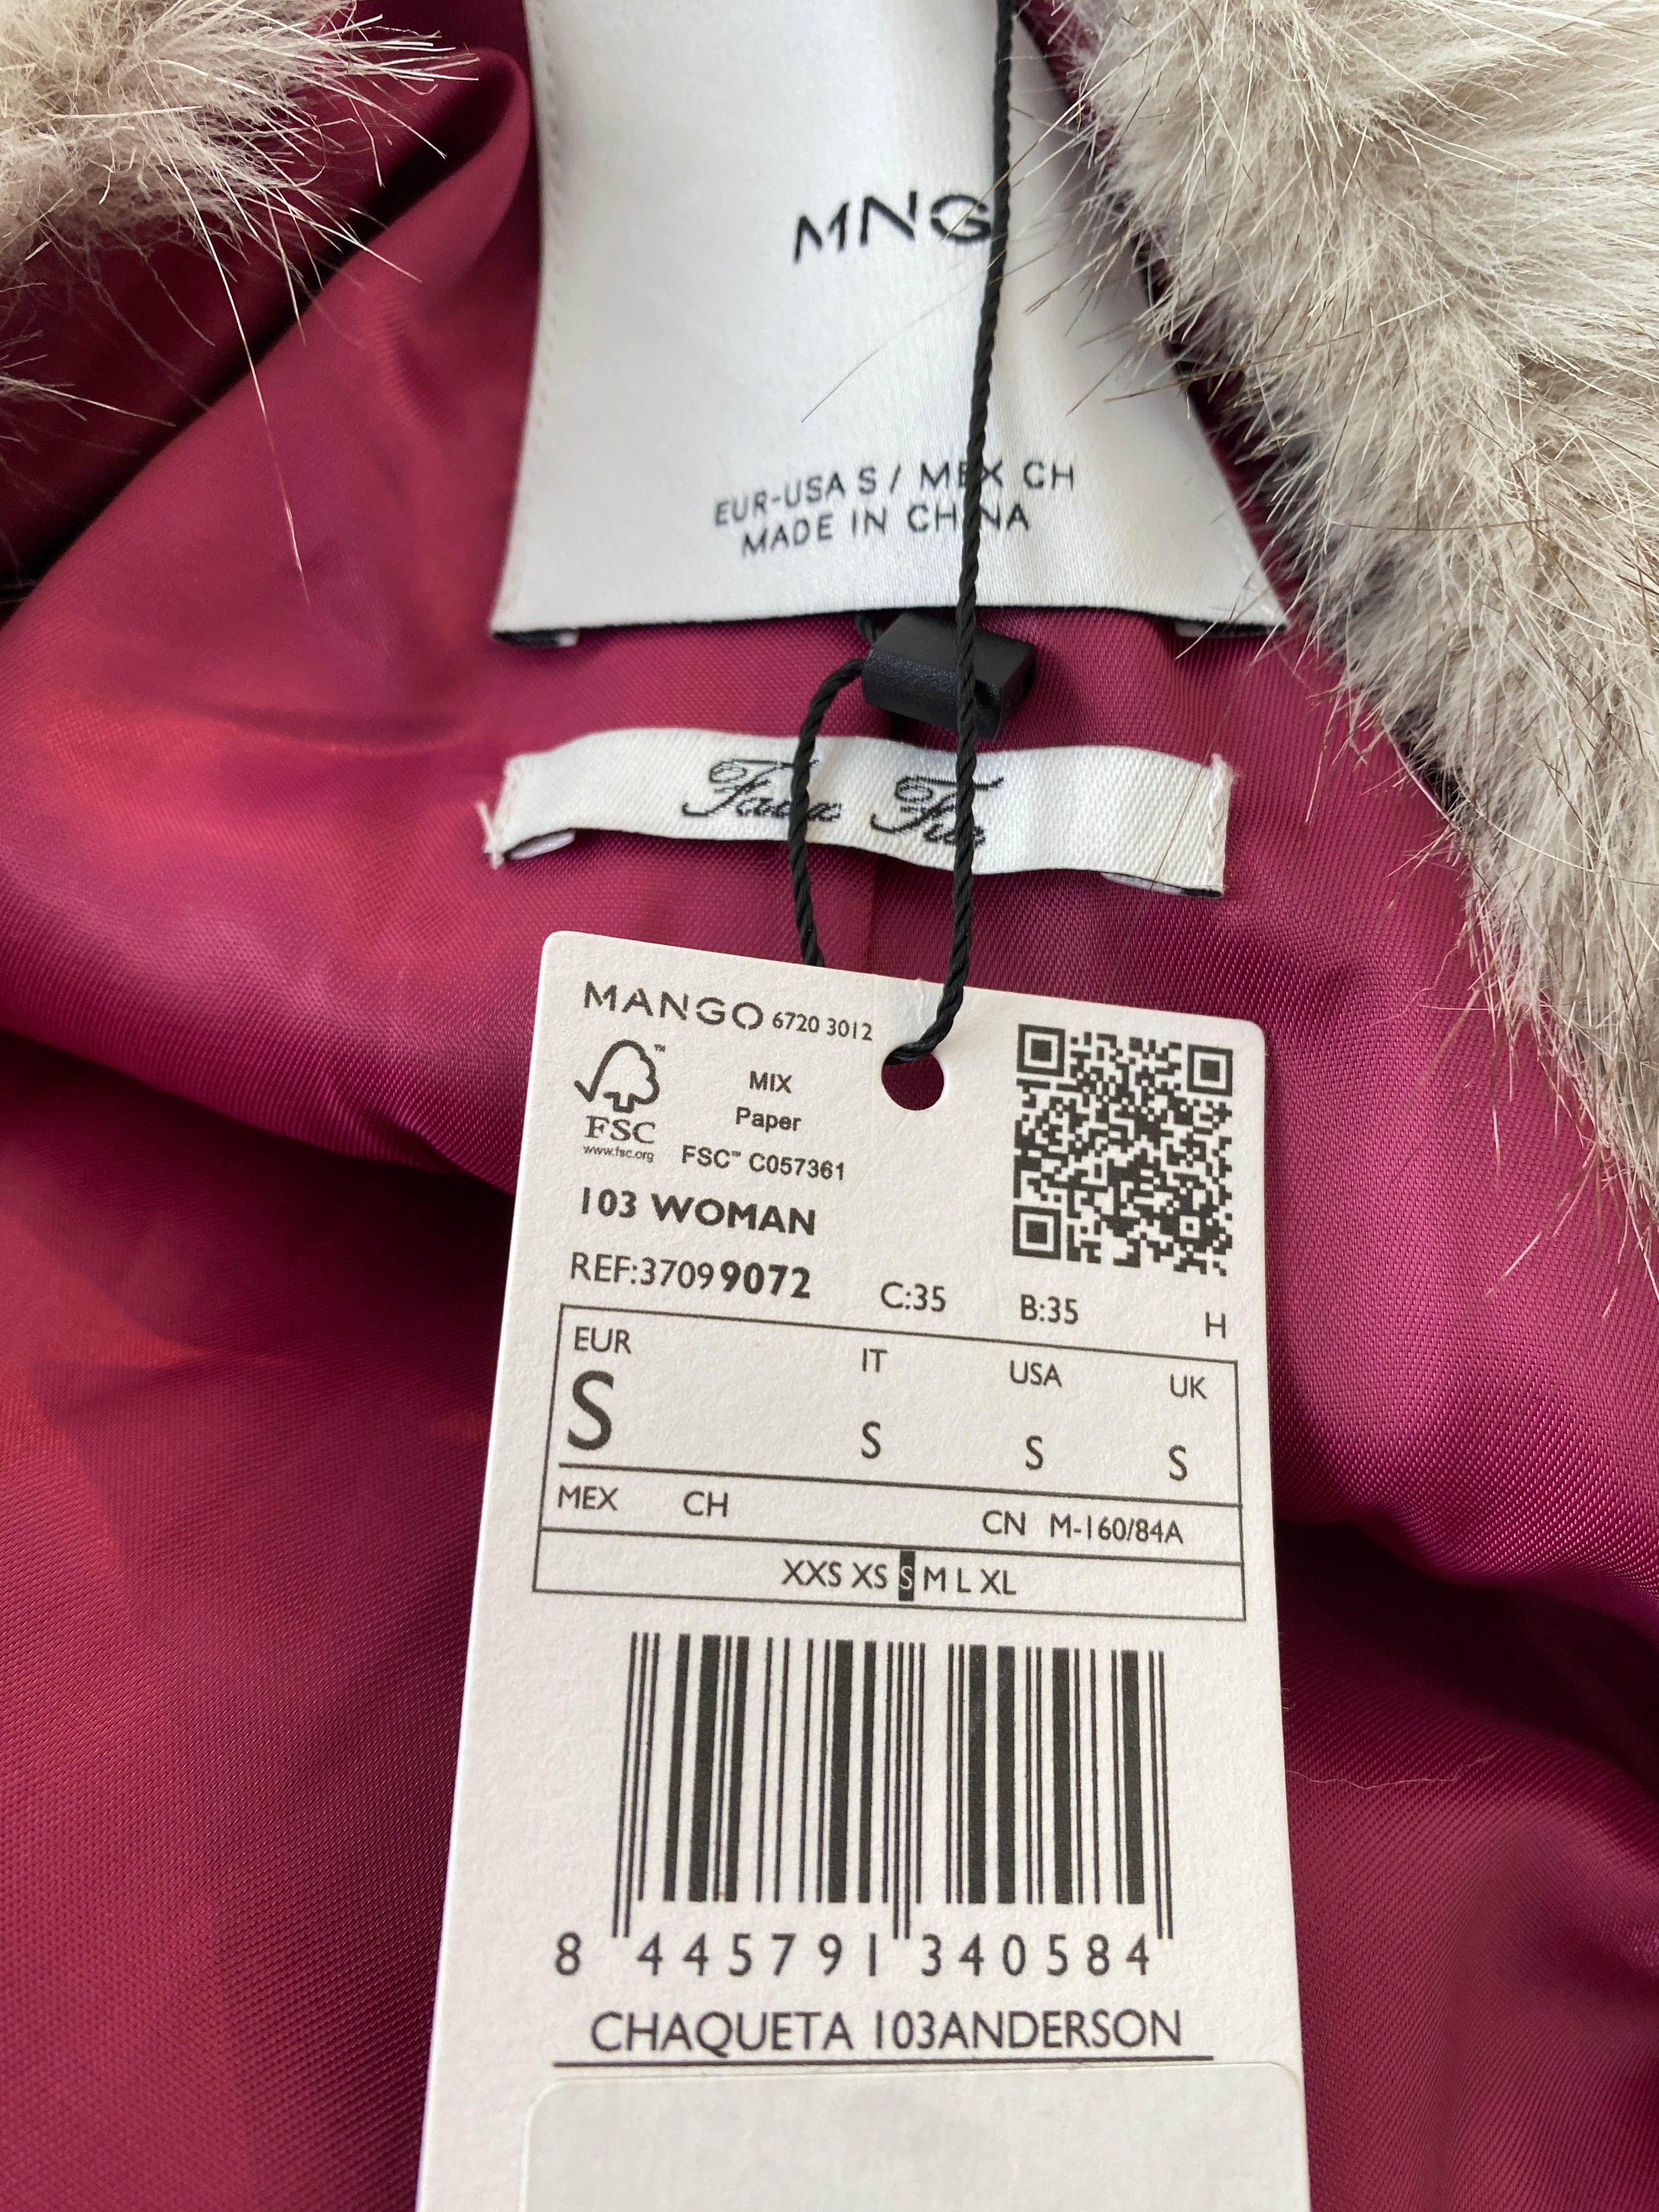 MNG
EUR-USA S / MEX CH
MADE IN CHINA
Faux Fur
MANGO 6720 3012
FSC™
www.fsc.org
MIX
Paper
FSC™ C057361
103 WOMAN
REF:37099072 C:35 B:35 H
EUR IT USA UK
S S S S
MEX CH CN M-160/84A
XXS XS S M L XL
8 445791 340584
CHAQUETA 103ANDERSON